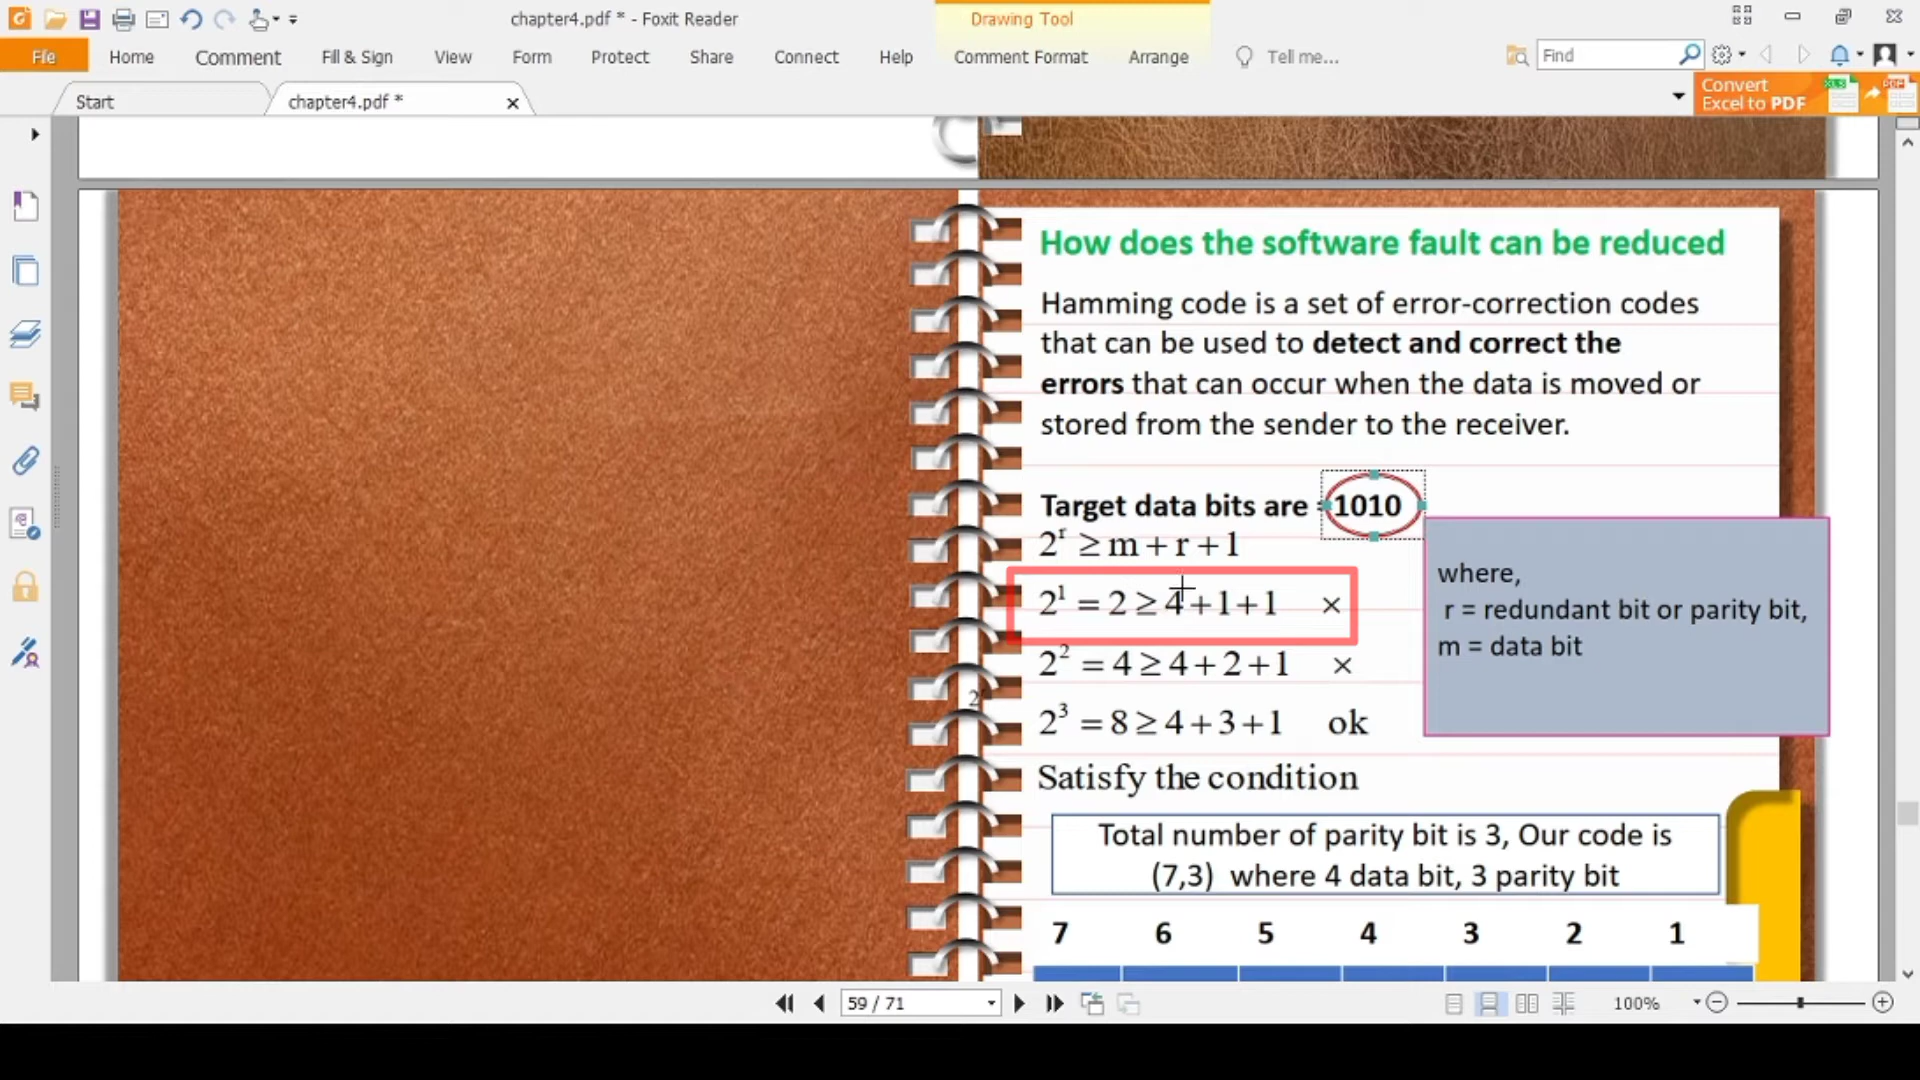 chapter4.pdf * - Foxit Reader
Drawing Tool
File
Home
Comment
Fill & Sign
View
Form
Protect
Share
Connect
Help
Comment Format
Arrange
Tell me...
Find
Start
chapter4.pdf *
Convert
Excel to PDF
How does the software fault can be reduced
Hamming code is a set of error-correction codes
that can be used to detect and correct the
errors that can occur when the data is moved or
stored from the sender to the receiver.
Target data bits are = 1010
2^r ≥ m + r + 1
2^1 = 2 ≥ 4 + 1 + 1 ×
2^2 = 4 ≥ 4 + 2 + 1 ×
2^3 = 8 ≥ 4 + 3 + 1 ok
where,
r = redundant bit or parity bit,
m = data bit
Satisfy the condition
Total number of parity bit is 3, Our code is
(7,3) where 4 data bit, 3 parity bit
7 6 5 4 3 2 1
59 / 71
100%